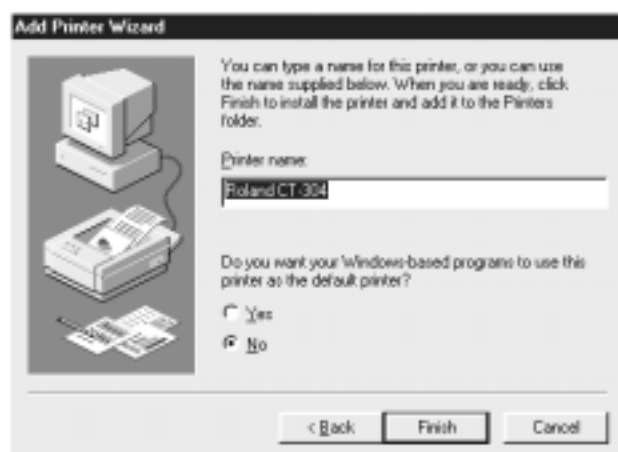 Add Printer Wizard
You can type a name for this printer, or you can use
the name supplied below. When you are ready, click
Finish to install the printer and add it to the Printers
folder.
Printer name:
Roland CT-304
Do you want your Windows-based programs to use this
printer as the default printer?
Yes
No
< Back Finish Cancel